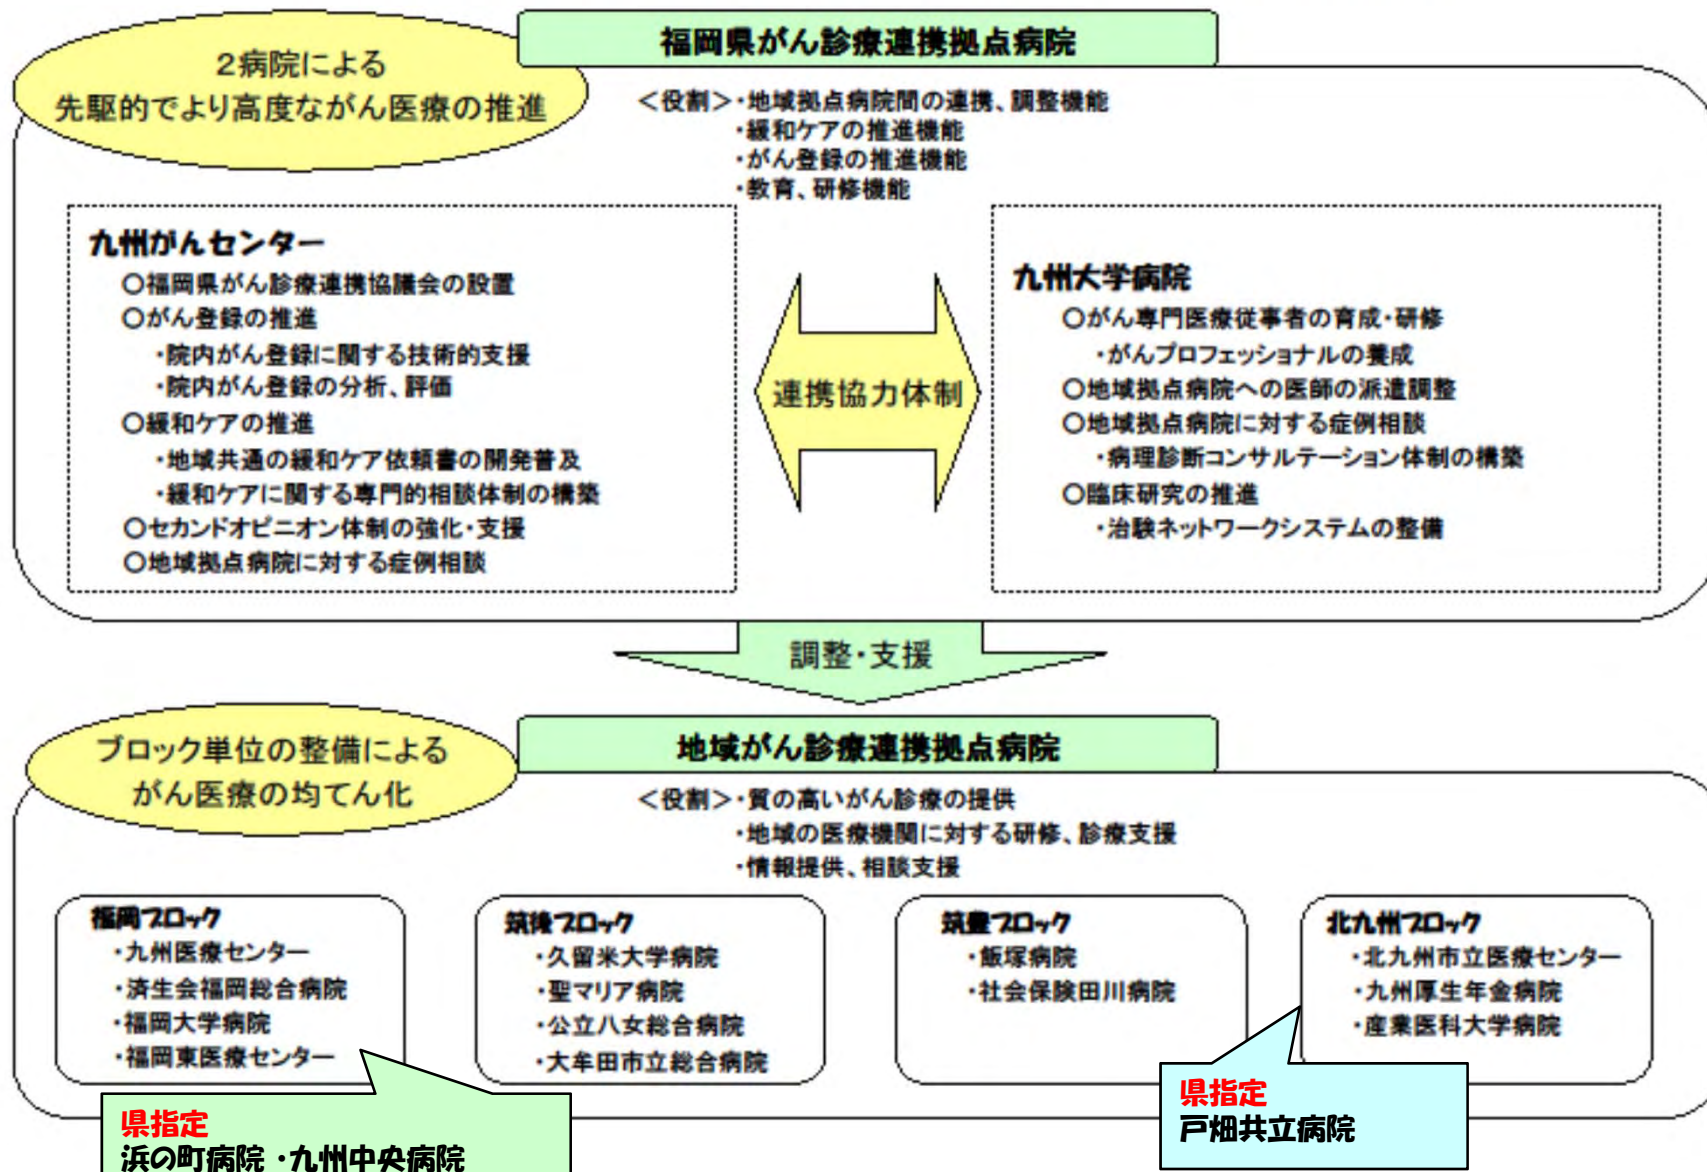 福岡県がん診療連携拠点病院
2病院による
先駆的でより高度ながん医療の推進
＜役割＞・地域拠点病院間の連携、調整機能
・緩和ケアの推進機能
・がん登録の推進機能
・教育、研修機能
九州がんセンター
○福岡県がん診療連携協議会の設置
○がん登録の推進
・院内がん登録に関する技術的支援
・院内がん登録の分析、評価
○緩和ケアの推進
・地域共通の緩和ケア依頼書の開発普及
・緩和ケアに関する専門的相談体制の構築
○セカンドオピニオン体制の強化・支援
○地域拠点病院に対する症例相談
連携協力体制
九州大学病院
○がん専門医療従事者の育成・研修
・がんプロフェッショナルの養成
○地域拠点病院への医師の派遣調整
○地域拠点病院に対する症例相談
・病理診断コンサルテーション体制の構築
○臨床研究の推進
・治験ネットワークシステムの整備
調整・支援
地域がん診療連携拠点病院
ブロック単位の整備による
がん医療の均てん化
＜役割＞・質の高いがん診療の提供
・地域の医療機関に対する研修、診療支援
・情報提供、相談支援
福岡ブロック
・九州医療センター
・済生会福岡総合病院
・福岡大学病院
・福岡東医療センター
県指定
浜の町病院・九州中央病院
筑後ブロック
・久留米大学病院
・聖マリア病院
・公立八女総合病院
・大牟田市立総合病院
筑豊ブロック
・飯塚病院
・社会保険田川病院
北九州ブロック
・北九州市立医療センター
・九州厚生年金病院
・産業医科大学病院
県指定
戸畑共立病院